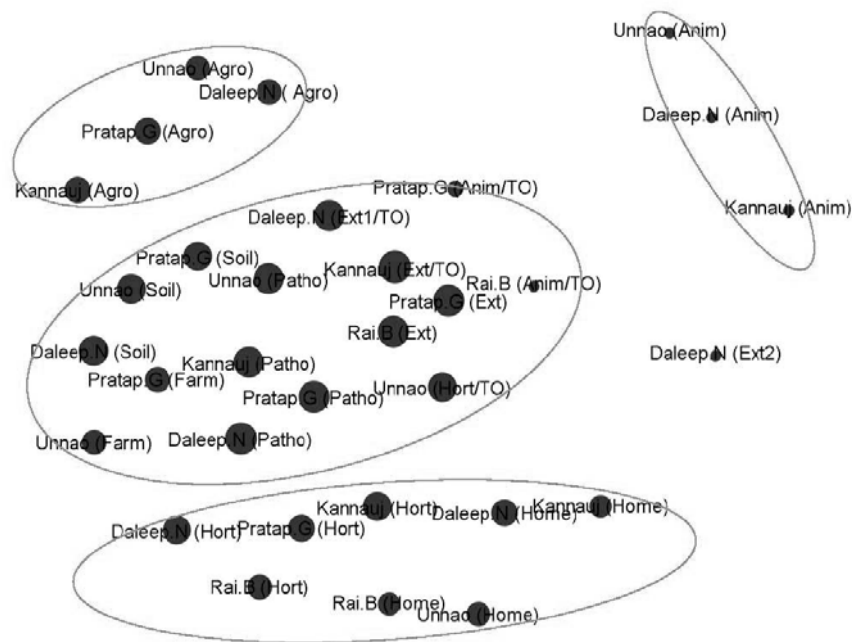 Unnao (Anim)
Unnao (Agro)
Daleep.N ( Agro)
Daleep.N (Anim)
Pratap.G (Agro)
Kannauj (Agro)
Pratap.G (Anim/TO)
Kannauj (Anim)
Daleep.N (Ext1/TO)
Pratap.G (Soil)
Kannauj (Ext/TO)
Unnao (Patho)
Rai.B (Anim/TO)
Unnao (Soil)
Pratap.G (Ext)
Rai.B (Ext)
Daleep.N (Soil)
Daleep.N (Ext2)
Kannauj (Patho)
Pratap.G (Farm)
Unnao (Hort/TO)
Pratap.G (Patho)
Unnao (Farm)
Daleep.N (Patho)
Kannauj (Hort)
Kannauj (Home)
Daleep.N (Home)
Daleep.N (Hort)
Pratap.G (Hort)
Rai.B (Hort)
Rai.B (Home)
Unnao (Home)